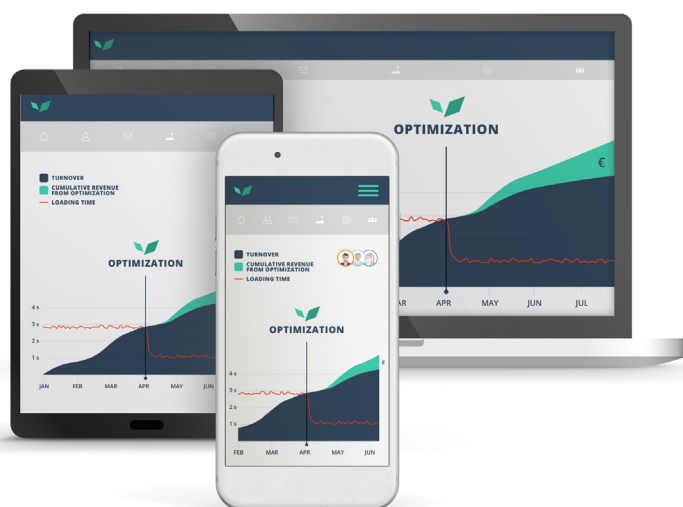 OPTIMIZATION
€
AR
APR
MAY
JUN
JUL
TURNOVER
CUMULATIVE REVENUE
FROM OPTIMIZATION
LOADING TIME
OPTIMIZATION
4 s
3 s
2 s
1 s
JAN
FEB
MAR
APR
MAY
JUN
TURNOVER
CUMULATIVE REVENUE
FROM OPTIMIZATION
LOADING TIME
OPTIMIZATION
€
4 s
3 s
2 s
1 s
FEB
MAR
APR
MAY
JUN